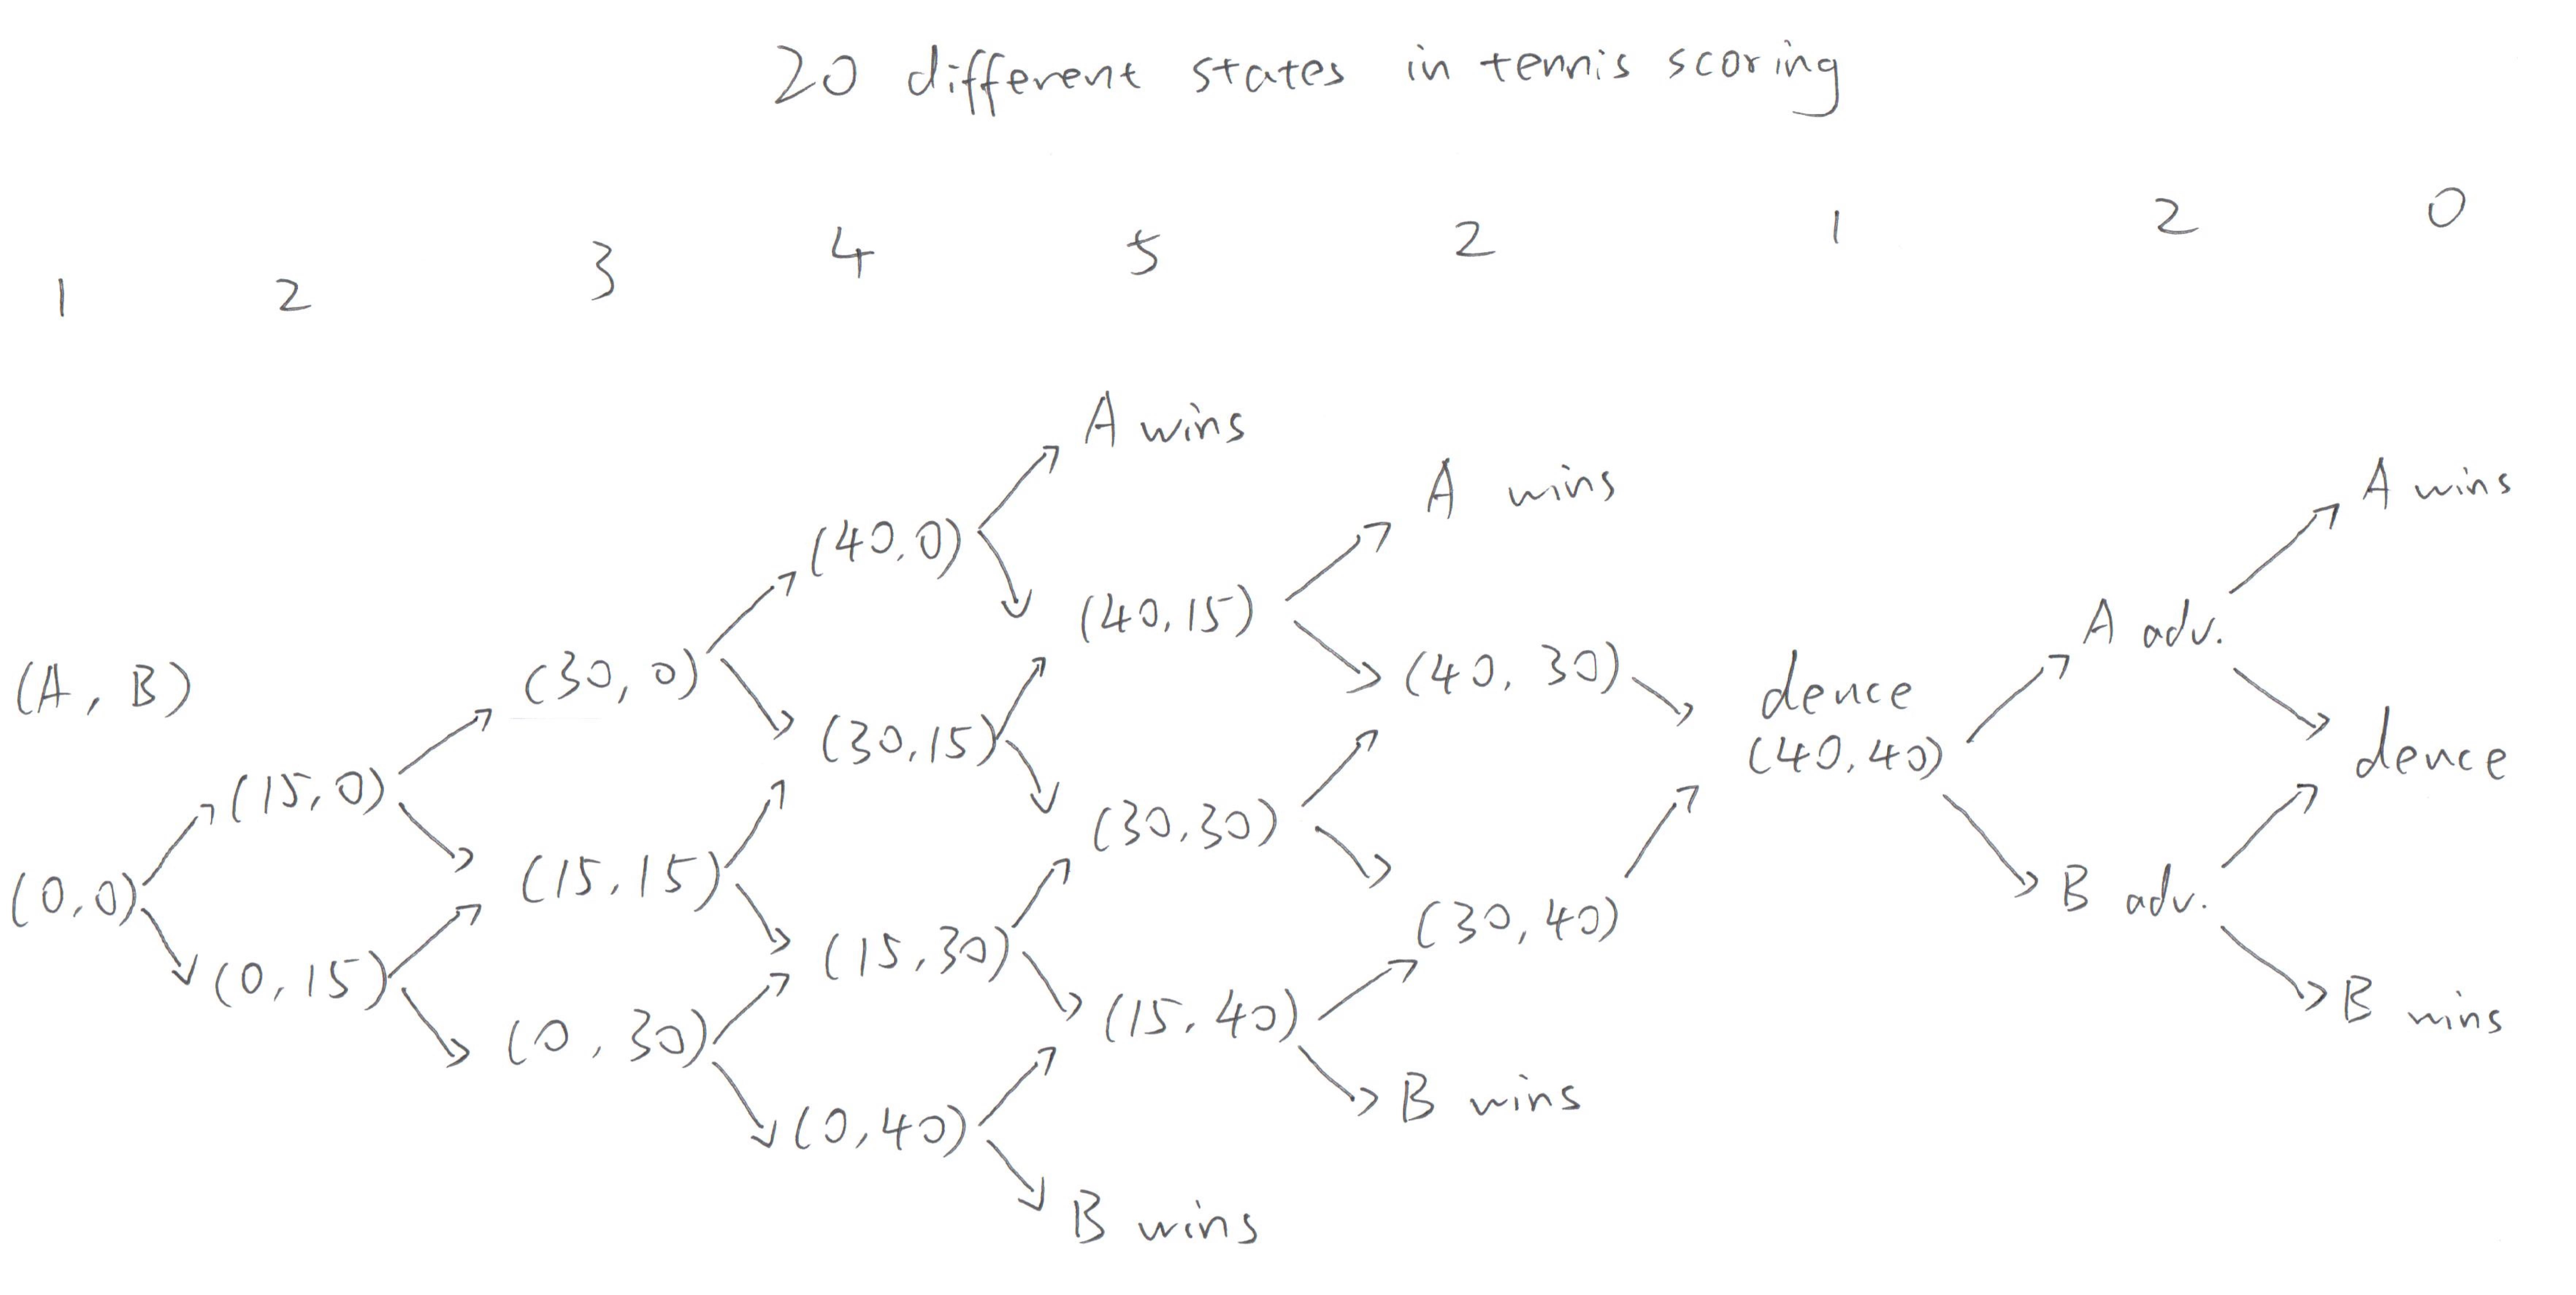 20 different states in tennis scoring
1 2 3 4 5 2 1 2 0
A wins
A wins
A wins
(40,0)
(40,15)
A adv.
(A, B)
(30, 0)
(40, 30)
deuce
(30,15)
(40,40)
deuce
(15,0)
(30,30)
(15,15)
(0,0)
B adv.
(30,40)
(15,30)
(0,15)
(15,40)
B wins
(0, 30)
B wins
(0,40)
B wins